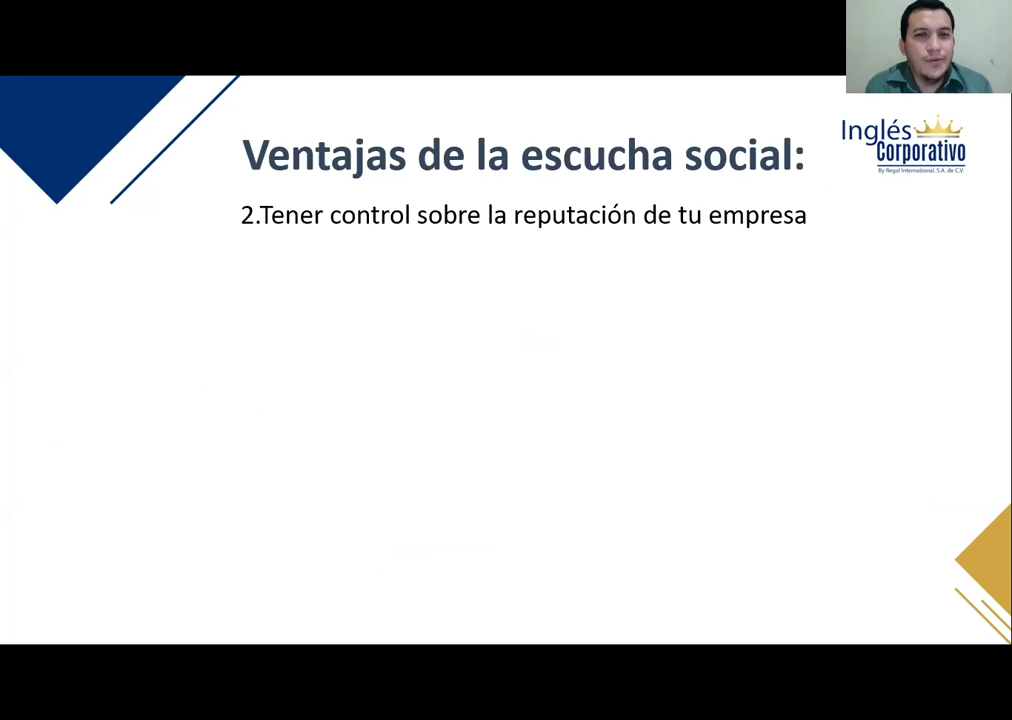 Ventajas de la escucha social:
Inglés
Corporativo
By Regal International, S.A. de C.V.
2.Tener control sobre la reputación de tu empresa